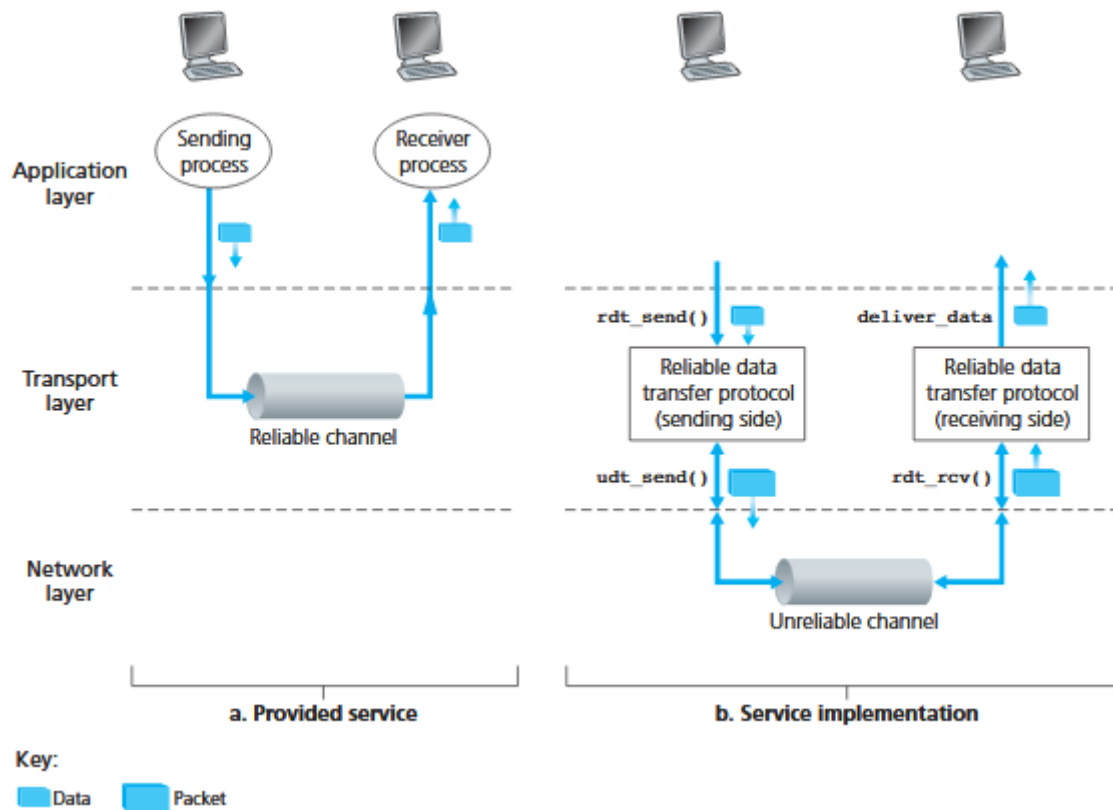 Sending
process
Receiver
process
Application
layer
rdt_send()
deliver_data
Transport
layer
Reliable channel
Reliable data
transfer protocol
(sending side)
Reliable data
transfer protocol
(receiving side)
udt_send()
rdt_rcv()
Network
layer
Unreliable channel
a. Provided service
b. Service implementation
Key:
Data
Packet